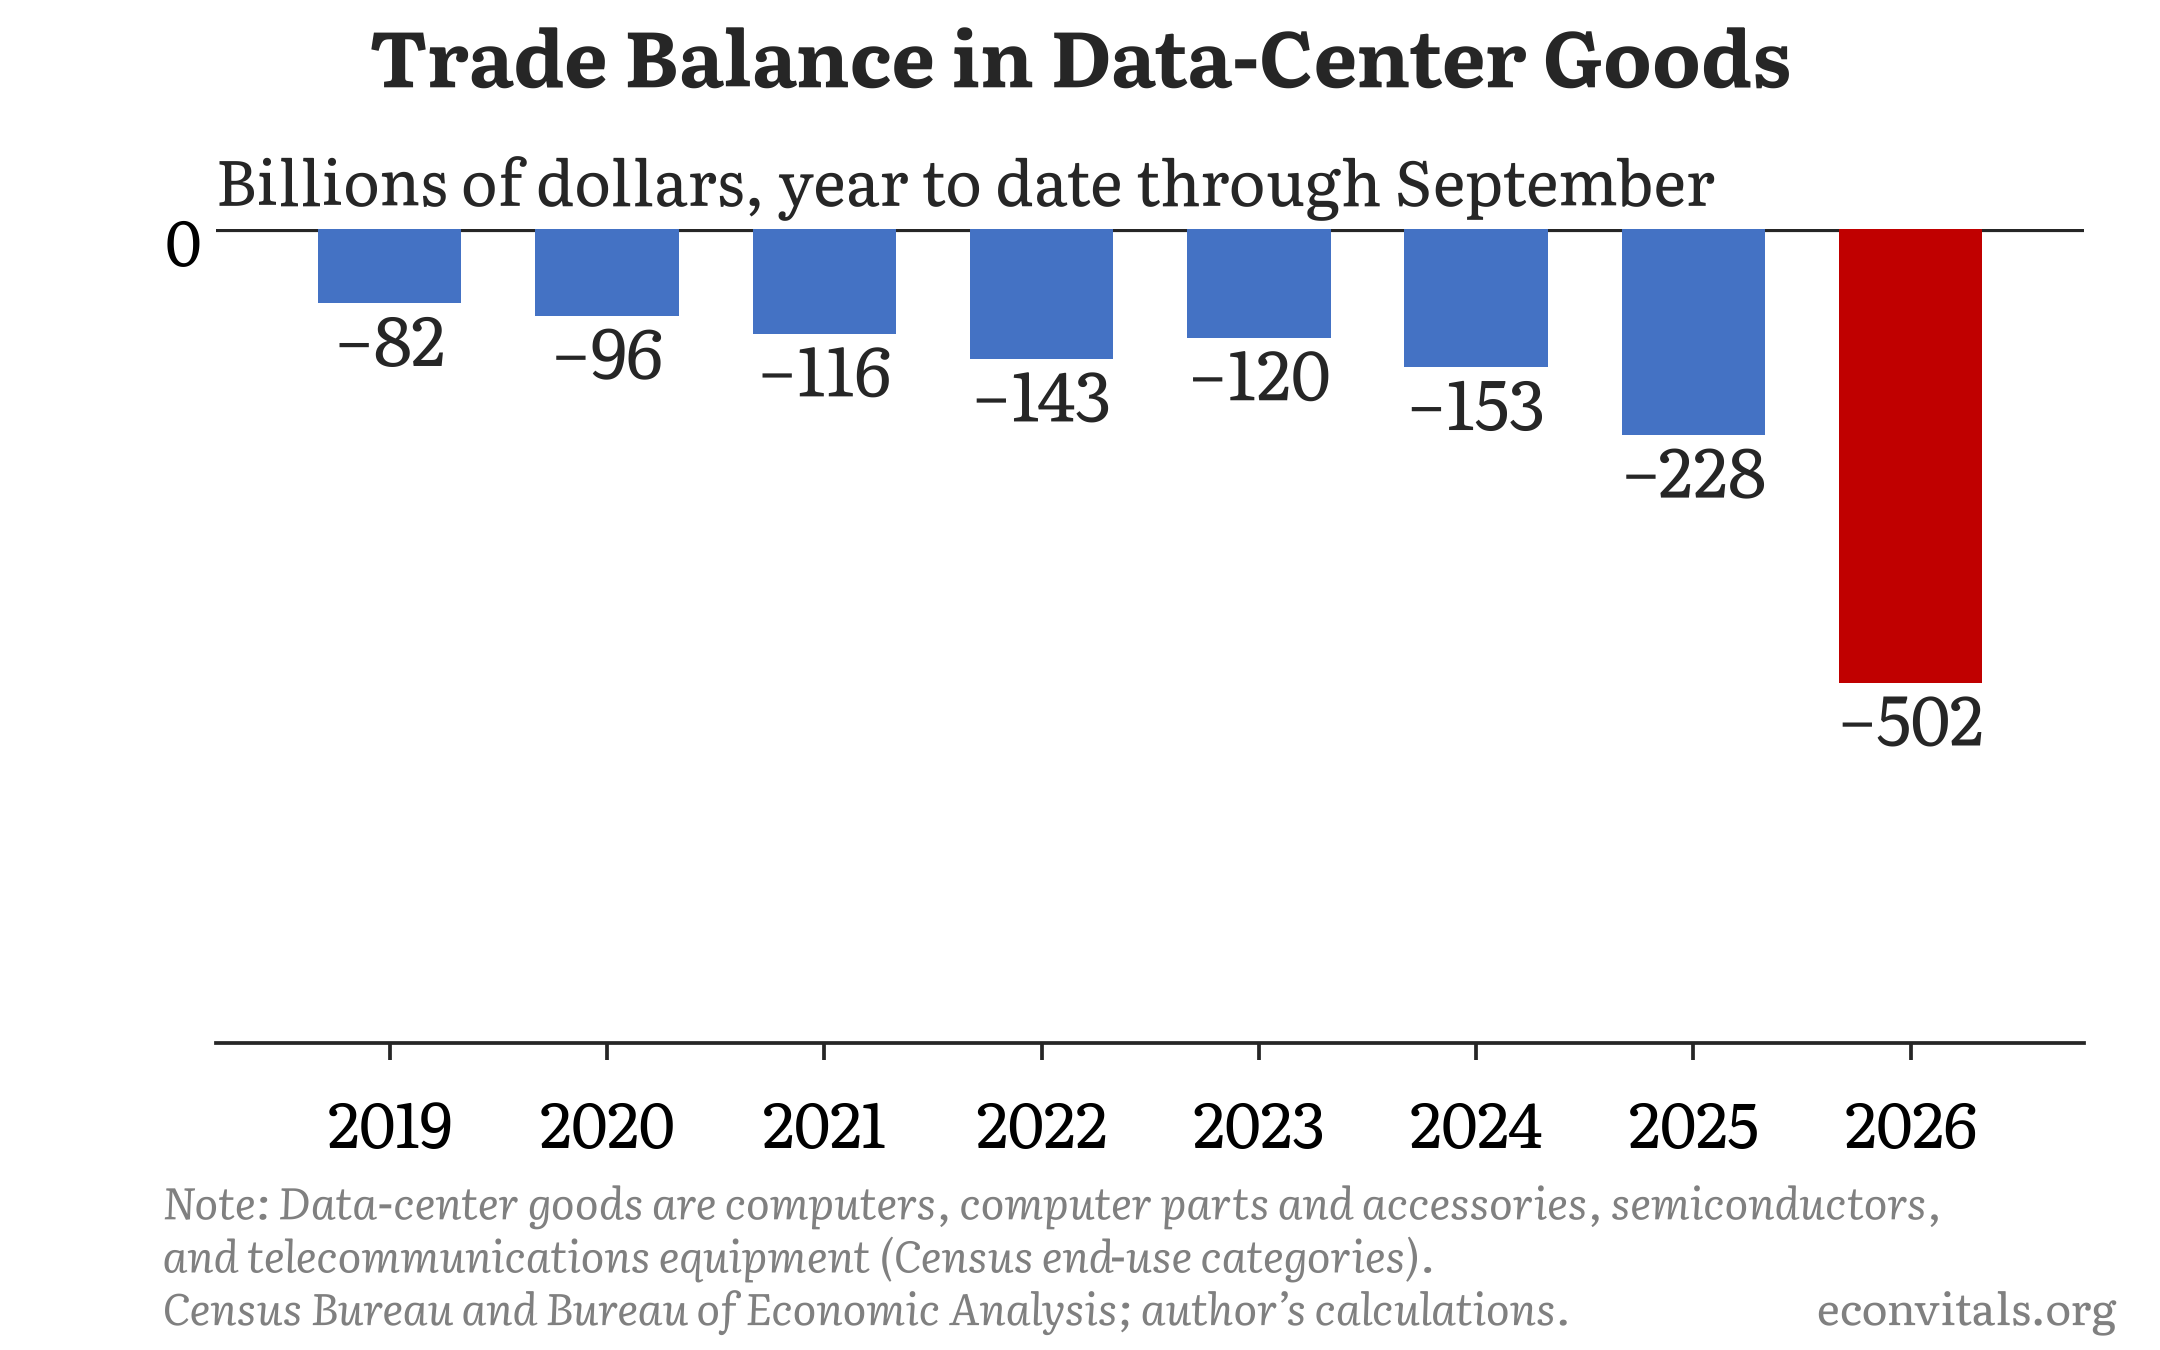 Trade Balance in Data-Center Goods
Billions of dollars, year to date through September
0
−82
−96
−116
−143
−120
−153
−228
−502
2019 2020 2021 2022 2023 2024 2025 2026
Note: Data-center goods are computers, computer parts and accessories, semiconductors,
and telecommunications equipment (Census end-use categories).
Census Bureau and Bureau of Economic Analysis; author’s calculations.
econvitals.org